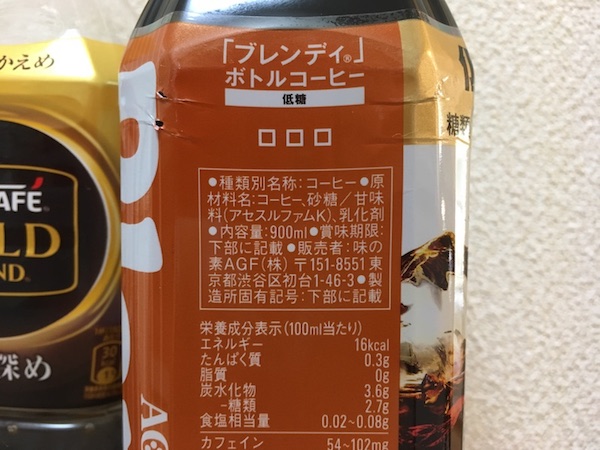 「ブレンディ®」
ボトルコーヒー
低糖
●種類別名称:コーヒー●原
材料名:コーヒー、砂糖/甘味
料(アセスルファムK)、乳化剤
●内容量:900ml●賞味期限:
下部に記載●販売者:味の
素AGF(株) 〒151-8551東
京都渋谷区初台1-46-3●製
造所固有記号:下部に記載
栄養成分表示(100ml当たり)
エネルギー 16kcal
たんぱく質 0.3g
脂質 0g
炭水化物 3.6g
-糖類 2.7g
食塩相当量 0.02~0.08g
カフェイン 54~102mg
かえめ
深め